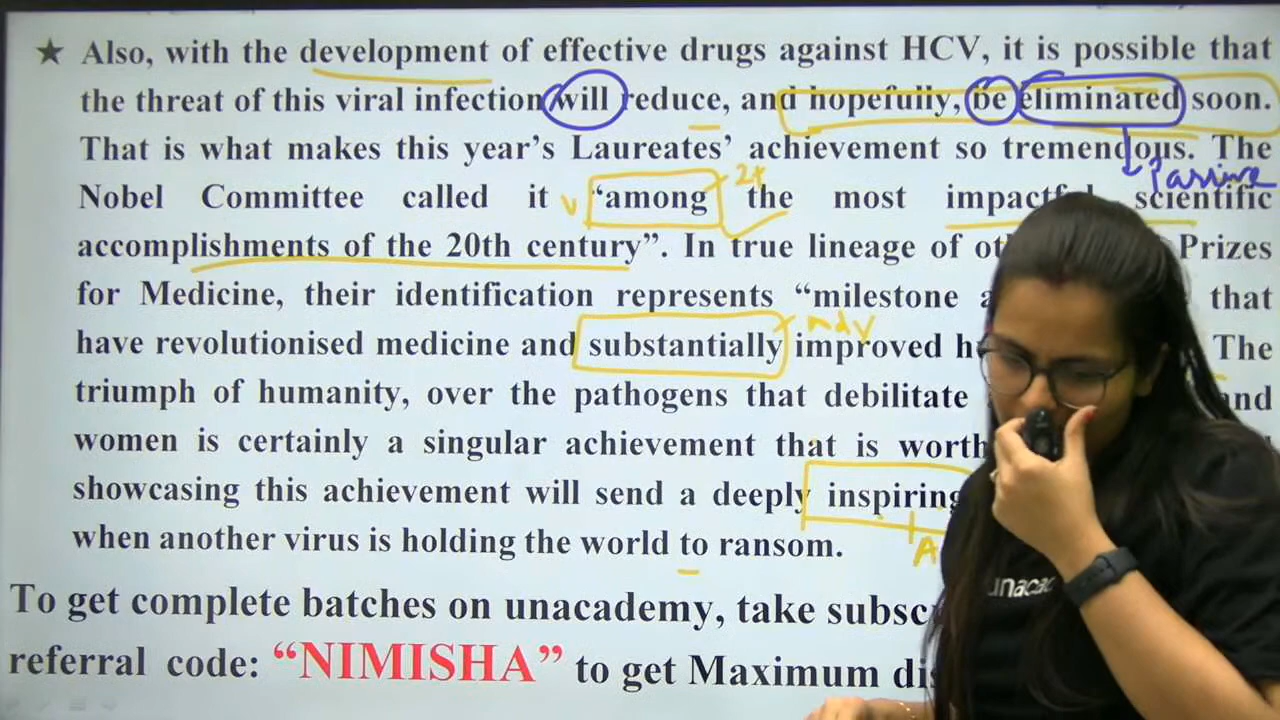 ★ Also, with the development of effective drugs against HCV, it is possible that
the threat of this viral infection will reduce, and hopefully, be eliminated soon.
That is what makes this year's Laureates' achievement so tremendous. The
Passive
2+
Nobel Committee called it “among the most scientific
V
accomplishments of the 20th century”. In true lineage of Prizes
for Medicine, their identification represents “milestone that
adv
have revolutionised medicine and substantially improved The
triumph of humanity, over the pathogens that debilitate and
women is certainly a singular achievement that is
showcasing this achievement will send a deeply inspiring
A
when another virus is holding the world to ransom.
To get complete batches on unacademy, take
referral code: “NIMISHA” to get Maximum
unacad